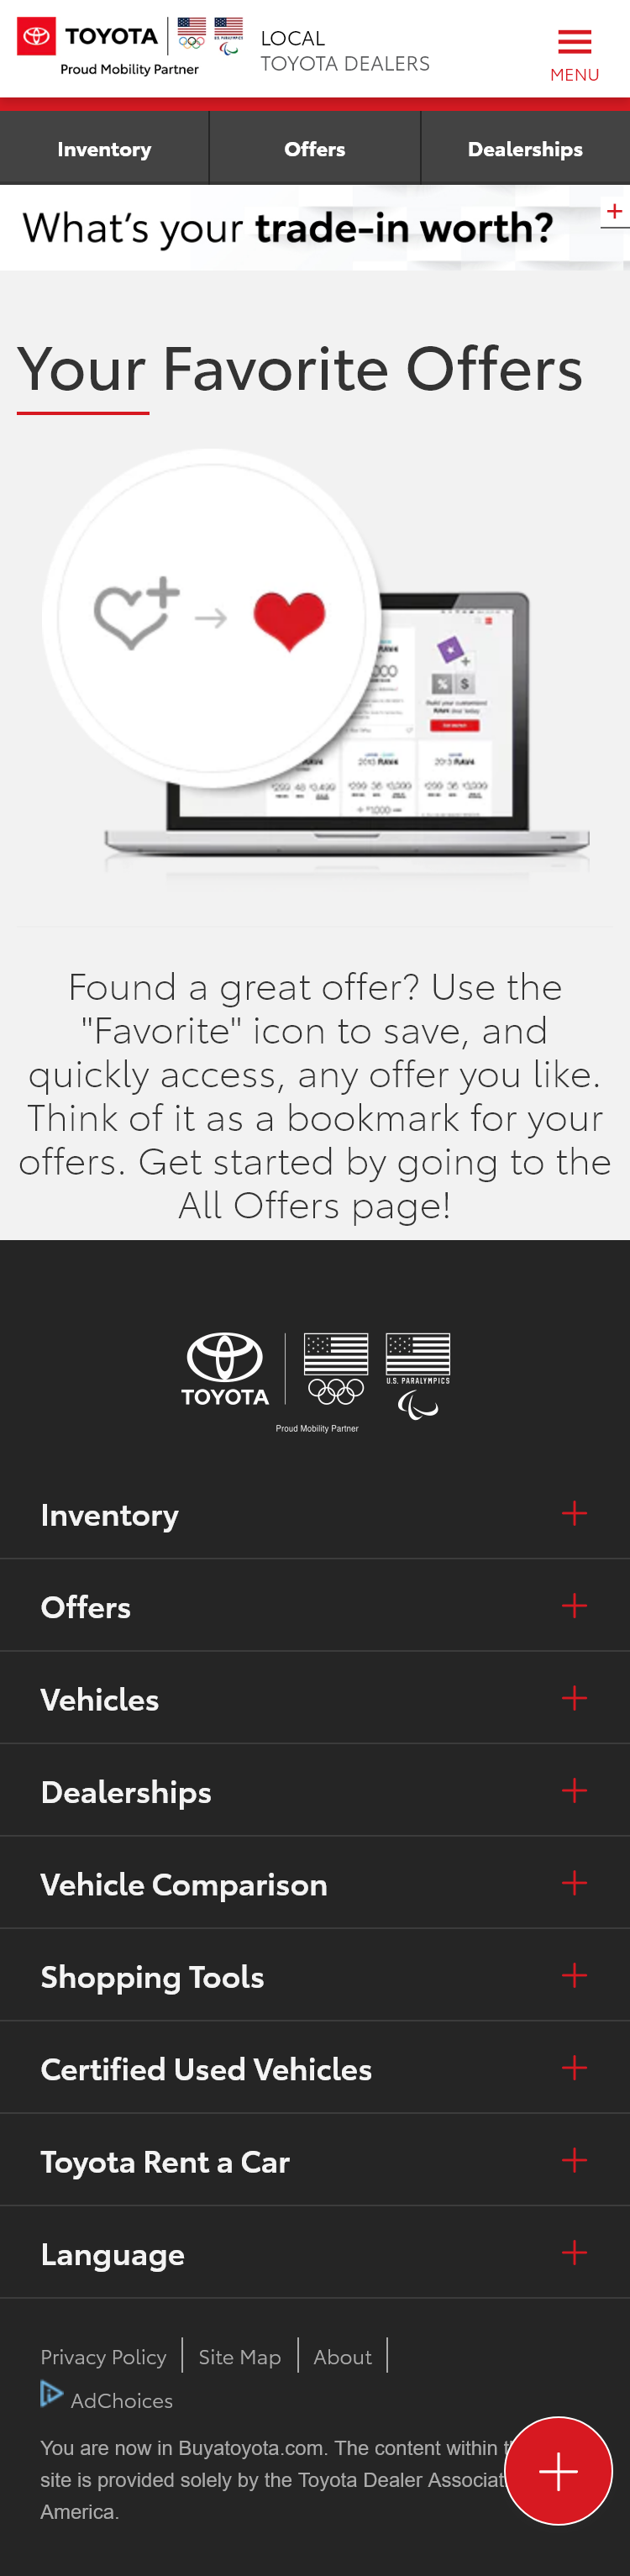 TOYOTA
U.S. PARALYMPICS
Proud Mobility Partner
LOCAL
TOYOTA DEALERS
MENU
Inventory
Offers
Dealerships
What's your trade-in worth?
Your Favorite Offers
2013 RAV4
2013 RAV4
Found a great offer? Use the
"Favorite" icon to save, and
quickly access, any offer you like.
Think of it as a bookmark for your
offers. Get started by going to the
All Offers page!
TOYOTA
U.S. PARALYMPICS
Proud Mobility Partner
Inventory
Offers
Vehicles
Dealerships
Vehicle Comparison
Shopping Tools
Certified Used Vehicles
Toyota Rent a Car
Language
Privacy Policy
Site Map
About
AdChoices
You are now in Buyatoyota.com. The content within
site is provided solely by the Toyota Dealer
America.